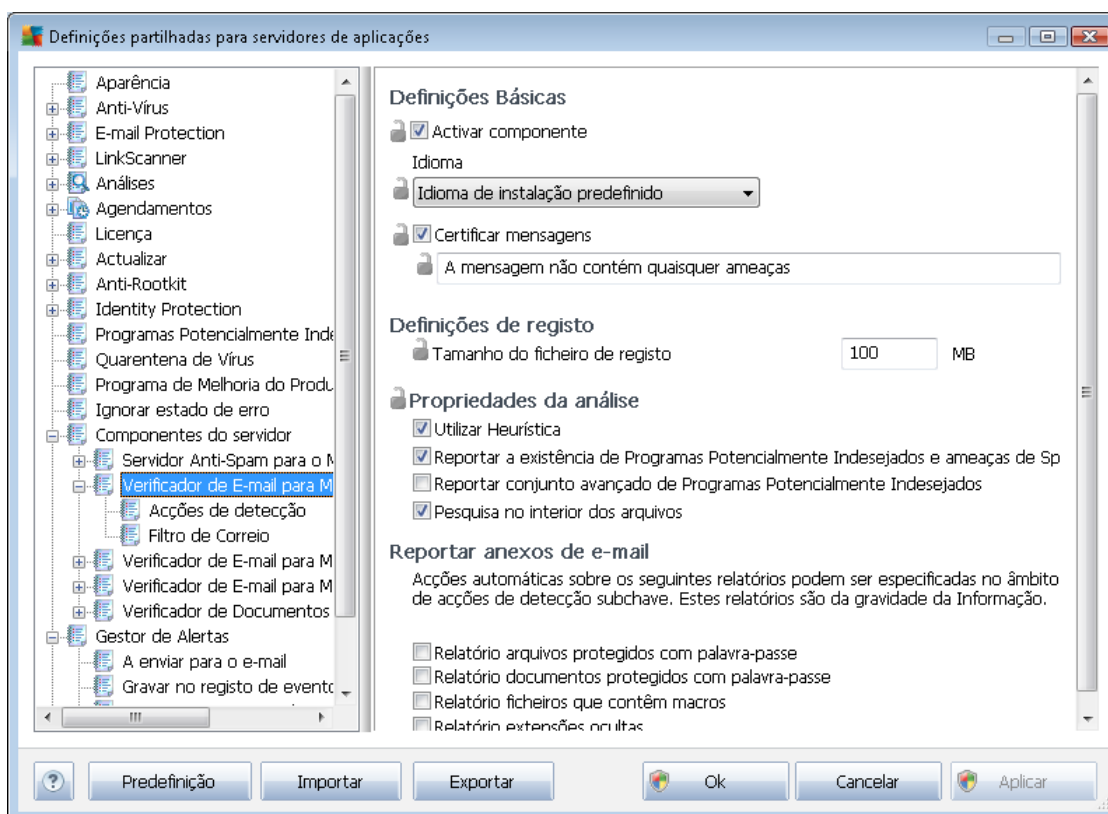 Definições partilhadas para servidores de aplicações
Aparência
Anti-Vírus
E-mail Protection
LinkScanner
Análises
Agendamentos
Licença
Actualizar
Anti-Rootkit
Identity Protection
Programas Potencialmente Inde
Quarentena de Vírus
Programa de Melhoria do Produ
Ignorar estado de erro
Componentes do servidor
Servidor Anti-Spam para o M
Verificador de E-mail para M
Acções de detecção
Filtro de Correio
Verificador de E-mail para M
Verificador de E-mail para M
Verificador de Documentos
Gestor de Alertas
A enviar para o e-mail
Gravar no registo de evento
Definições Básicas
Activar componente
Idioma
Idioma de instalação predefinido
Certificar mensagens
A mensagem não contém quaisquer ameaças
Definições de registo
Tamanho do ficheiro de registo 100 MB
Propriedades da análise
Utilizar Heurística
Reportar a existência de Programas Potencialmente Indesejados e ameaças de Sp
Reportar conjunto avançado de Programas Potencialmente Indesejados
Pesquisa no interior dos arquivos
Reportar anexos de e-mail
Acções automáticas sobre os seguintes relatórios podem ser especificadas no âmbito
de acções de detecção subchave. Estes relatórios são da gravidade da Informação.
Relatório arquivos protegidos com palavra-passe
Relatório documentos protegidos com palavra-passe
Relatório ficheiros que contêm macros
Relatório extensões ocultas
? Predefinição Importar Exportar Ok Cancelar Aplicar